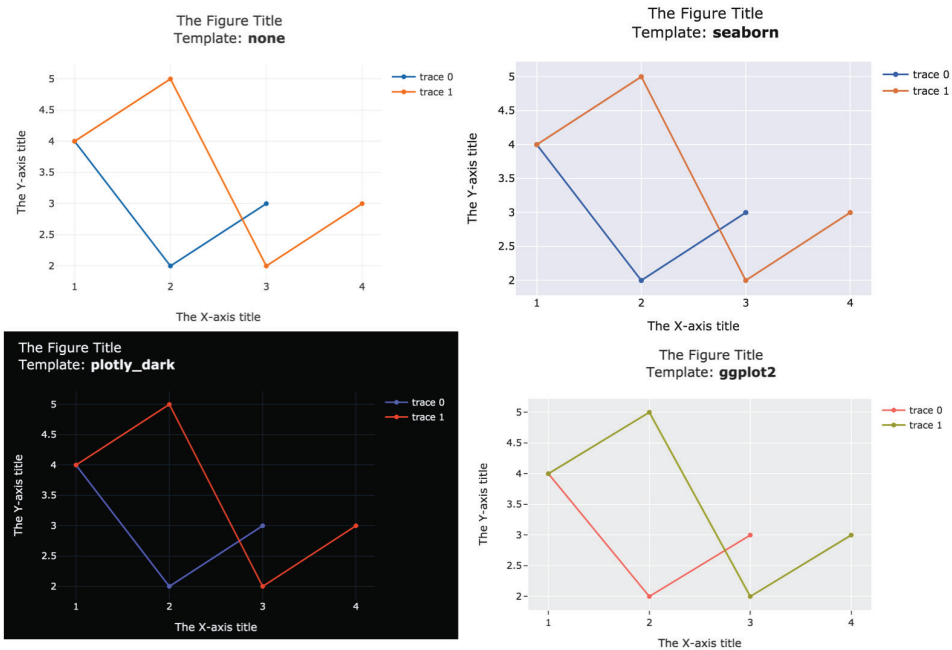 The Figure Title
Template: none
trace 0
trace 1
5
4.5
4
3.5
3
2.5
2
The Y-axis title
1 2 3 4
The X-axis title
The Figure Title
Template: seaborn
trace 0
trace 1
5
4.5
4
3.5
3
2.5
2
The Y-axis title
1 2 3 4
The X-axis title
The Figure Title
Template: plotly_dark
trace 0
trace 1
5
4.5
4
3.5
3
2.5
2
The Y-axis title
1 2 3 4
The X-axis title
The Figure Title
Template: ggplot2
trace 0
trace 1
5
4.5
4
3.5
3
2.5
2
The Y-axis title
1 2 3 4
The X-axis title